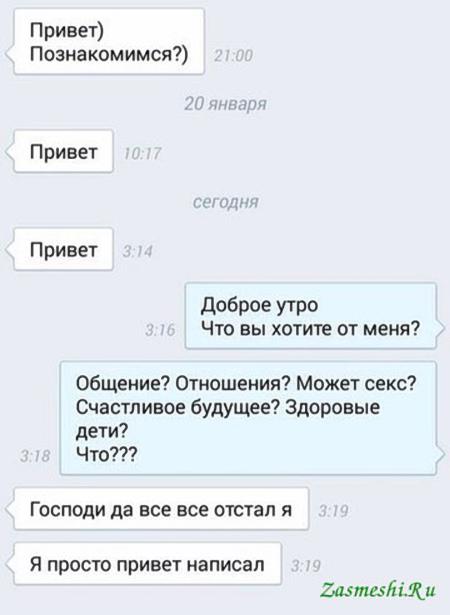 Привет)
Познакомимся?)
21:00
20 января
Привет
10:17
сегодня
Привет
3:14
Доброе утро
Что вы хотите от меня?
3:16
Общение? Отношения? Может секс?
Счастливое будущее? Здоровые
дети?
Что???
3:18
Господи да все все отстал я
3:19
Я просто привет написал
3:19
Zasmeshi.Ru